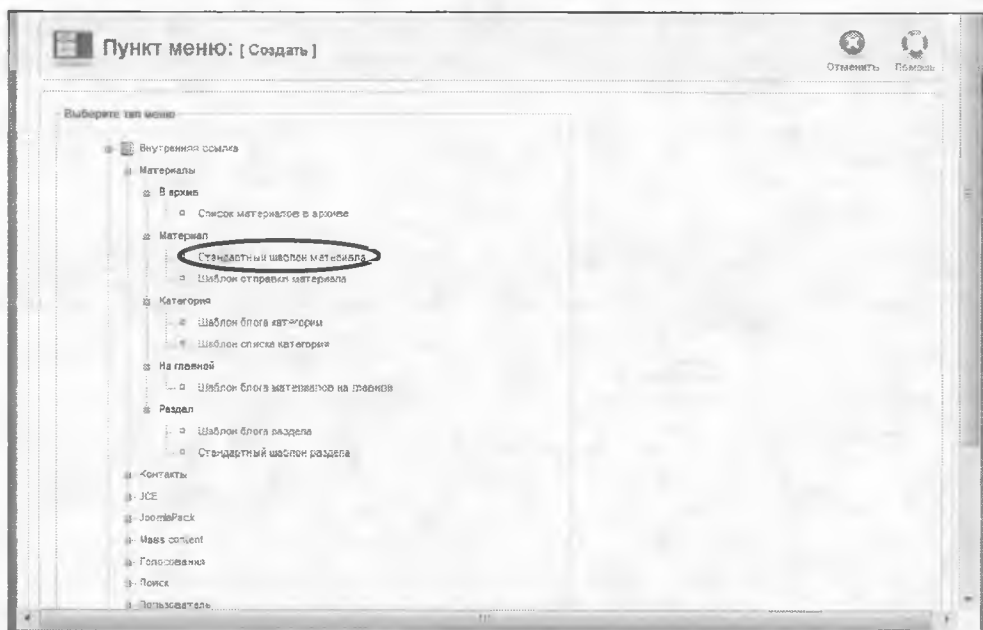 Пункт меню: [ Создать ]
Отменить
Помощь
Выберите тип меню
Внутренняя ссылка
Материалы
В архив
Список материалов в архиве
Материал
Стандартный шаблон материала
Шаблон отправки материала
Категория
Шаблон блога категории
Шаблон списка категории
На главной
Шаблон блога материалов на главной
Раздел
Шаблон блога раздела
Стандартный шаблон раздела
Контакты
JCE
JoomlaPack
Mass content
Голосования
Поиск
Пользователь